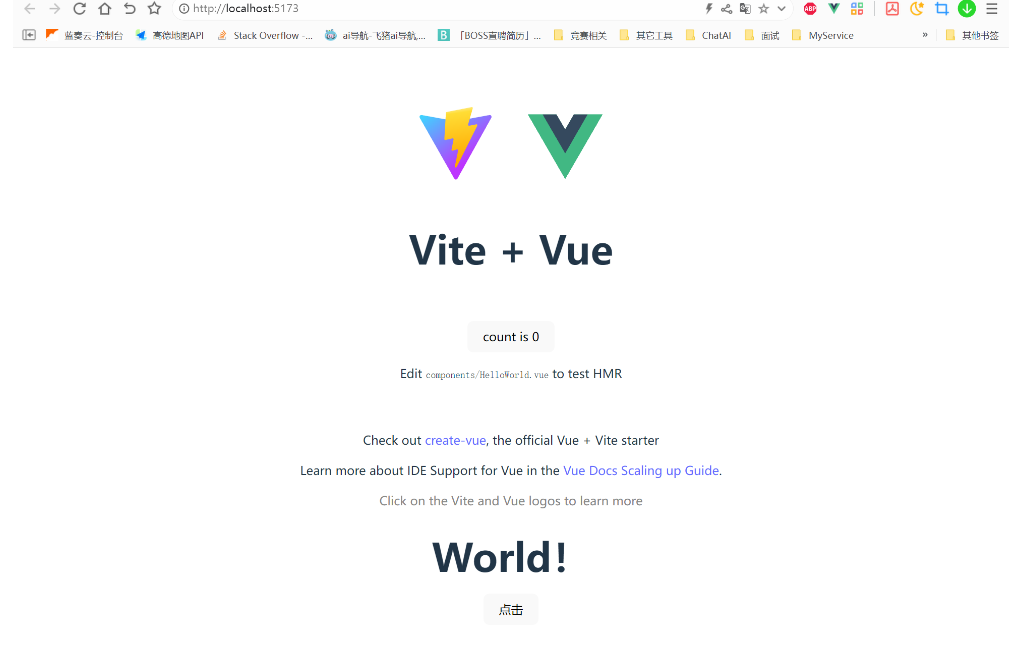 http://localhost:5173
ABP
蓝奏云-控制台 高德地图API Stack Overflow -... ai导航-飞猪ai导航,... B 「BOSS直聘简历」... 竞赛相关 其它工具 ChatAI 面试 MyService » 其他书签
Vite + Vue
count is 0
Edit components/HelloWorld.vue to test HMR
Check out create-vue, the official Vue + Vite starter
Learn more about IDE Support for Vue in the Vue Docs Scaling up Guide.
Click on the Vite and Vue logos to learn more
World!
点击